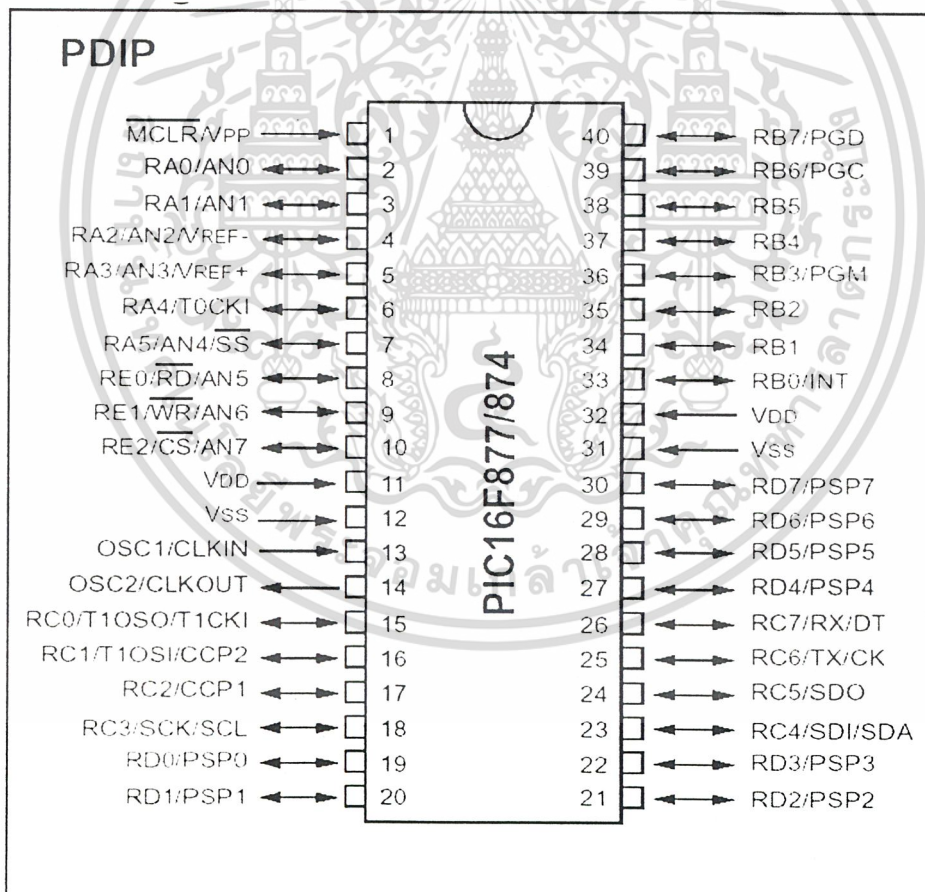 PDIP
MCLR/VPP 1 40 RB7/PGD
RA0/AN0 2 39 RB6/PGC
RA1/AN1 3 38 RB5
RA2/AN2/VREF- 4 37 RB4
RA3/AN3/VREF+ 5 36 RB3/PGM
RA4/T0CKI 6 35 RB2
RA5/AN4/SS 7 34 RB1
RE0/RD/AN5 8 33 RB0/INT
RE1/WR/AN6 9 32 VDD
RE2/CS/AN7 10 31 VSS
VDD 11 30 RD7/PSP7
VSS 12 29 RD6/PSP6
OSC1/CLKIN 13 28 RD5/PSP5
OSC2/CLKOUT 14 27 RD4/PSP4
RC0/T1OSO/T1CKI 15 26 RC7/RX/DT
RC1/T1OSI/CCP2 16 25 RC6/TX/CK
RC2/CCP1 17 24 RC5/SDO
RC3/SCK/SCL 18 23 RC4/SDI/SDA
RD0/PSP0 19 22 RD3/PSP3
RD1/PSP1 20 21 RD2/PSP2
PIC16F877/874